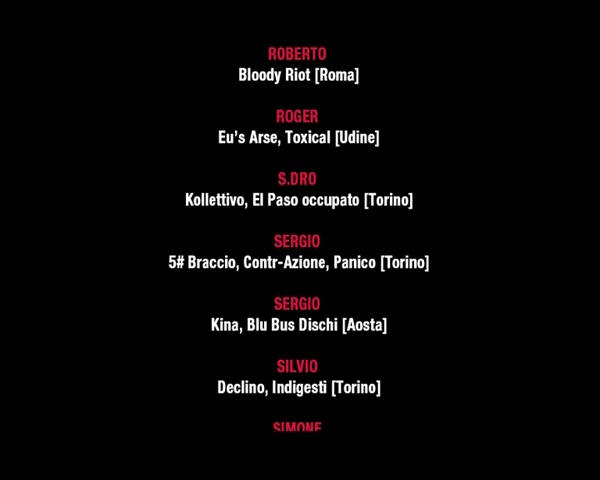 ROBERTO
Bloody Riot [Roma]
ROGER
Eu's Arse, Toxical [Udine]
S.DRO
Kollettivo, El Paso occupato [Torino]
SERGIO
5# Braccio, Contr-Azione, Panico [Torino]
SERGIO
Kina, Blu Bus Dischi [Aosta]
SILVIO
Declino, Indigesti [Torino]
SIMONE